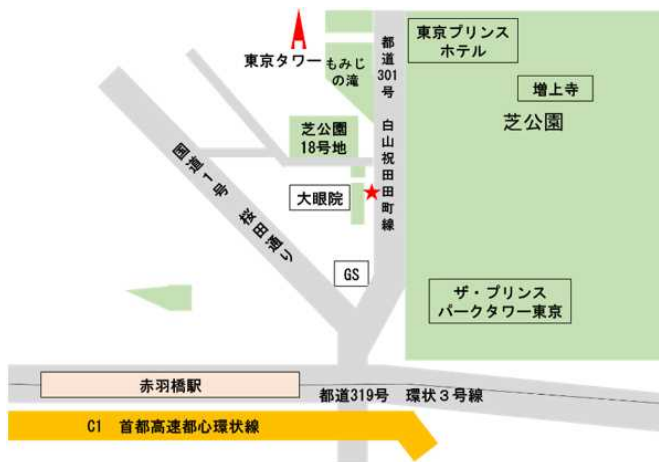 東京タワー
もみじ
の滝
都道301号 白山祝田田町線
東京プリンス
ホテル
増上寺
芝公園
芝公園
18号地
国道1号 桜田通り
大眼院
GS
ザ・プリンス
パークタワー東京
赤羽橋駅
都道319号 環状３号線
C1 首都高速都心環状線